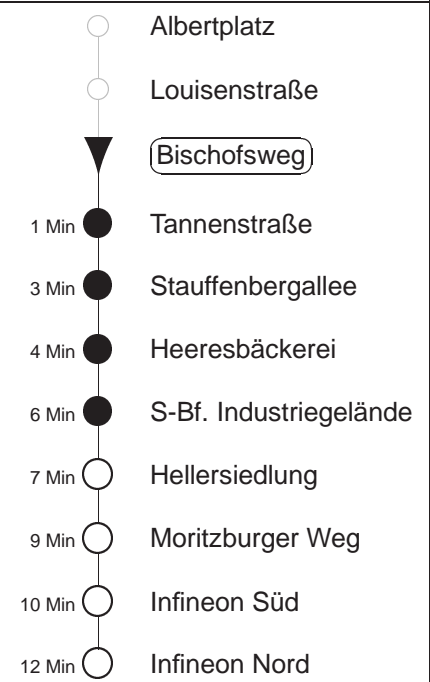 Albertplatz
Louisenstraße
Bischofsweg
1 Min Tannenstraße
3 Min Stauffenbergallee
4 Min Heeresbäckerei
6 Min S-Bf. Industriegelände
7 Min Hellersiedlung
9 Min Moritzburger Weg
10 Min Infineon Süd
12 Min Infineon Nord